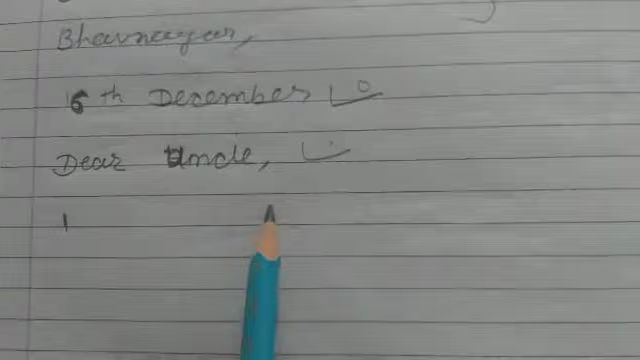 Bhavnagar,
6th December
Dear Uncle,
I